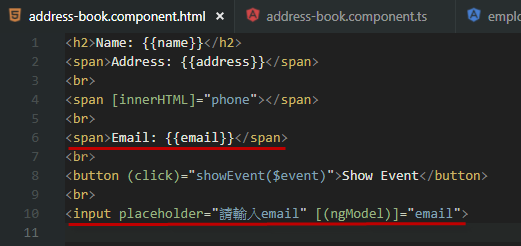 address-book.component.html address-book.component.ts emplo
1 <h2>Name: {{name}}</h2>
2 <span>Address: {{address}}</span>
3 <br>
4 <span [innerHTML]="phone"></span>
5 <br>
6 <span>Email: {{email}}</span>
7 <br>
8 <button (click)="showEvent($event)">Show Event</button>
9 <br>
10 <input placeholder="請輸入email" [(ngModel)]="email">
11